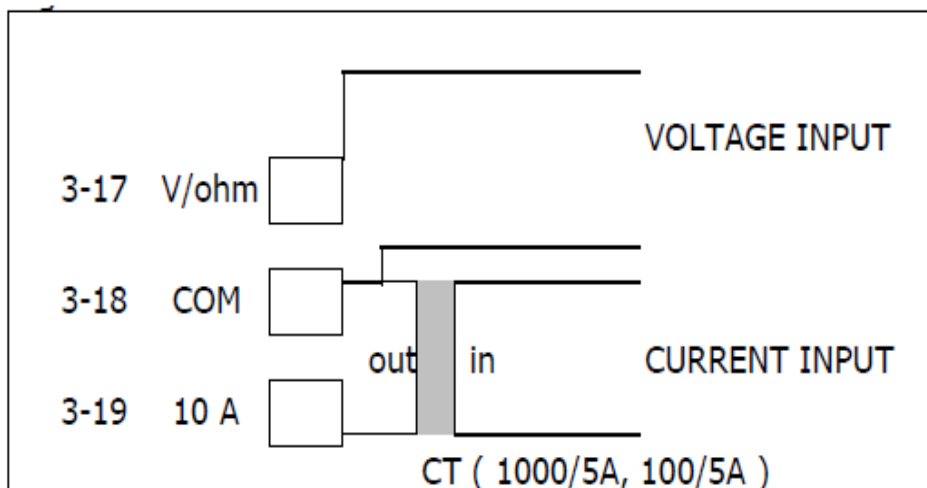 VOLTAGE INPUT
3-17 V/ohm
3-18 COM
out in CURRENT INPUT
3-19 10 A
CT ( 1000/5A, 100/5A )